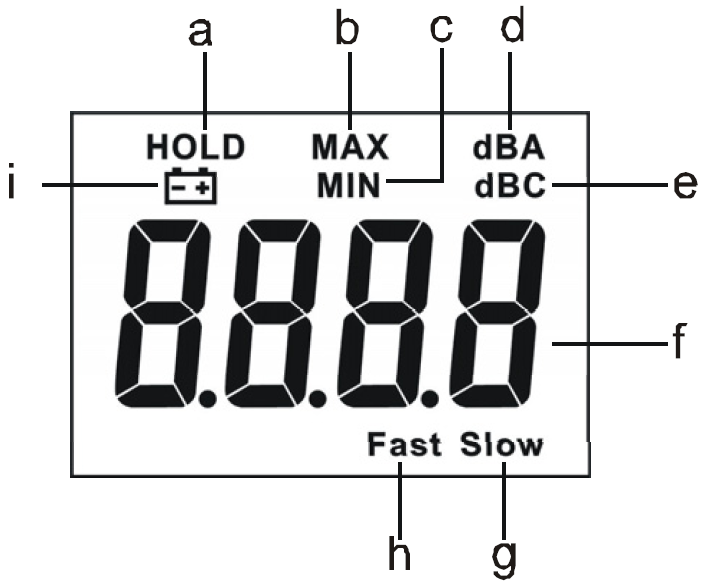 a b c d
HOLD MAX dBA
i - + MIN c dBC e
8.8.8.8
f
Fast Slow
h g